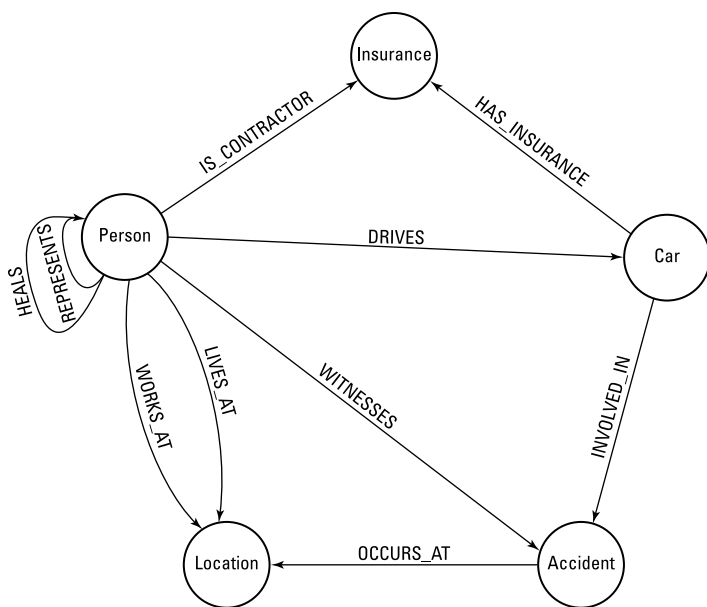 Insurance
IS_CONTRACTOR
HAS_INSURANCE
Person
DRIVES
Car
HEALS
REPRESENTS
WORKS_AT
LIVES_AT
WITNESSES
INVOLVED_IN
Location
OCCURS_AT
Accident